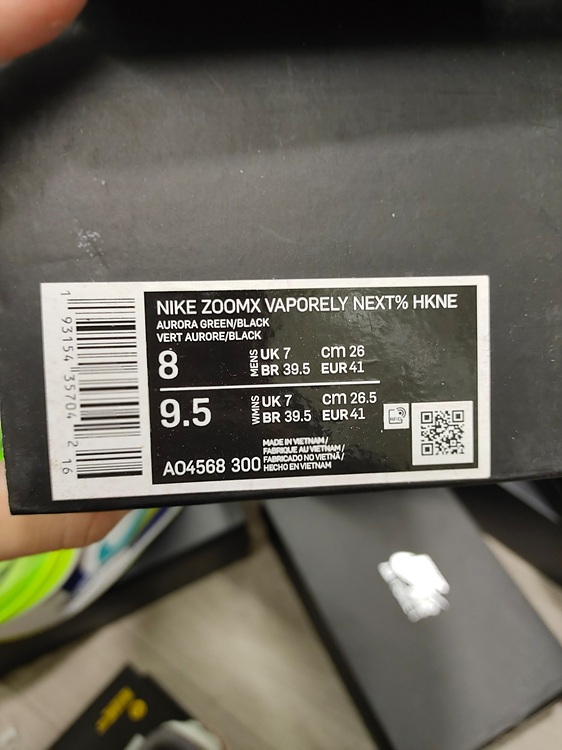 NIKE ZOOMX VAPORELY NEXT% HKNE
AURORA GREEN/BLACK
VERT AURORE/BLACK
8 MENS UK 7 cm 26
BR 39.5 EUR 41
9.5 WMNS UK 7 cm 26.5
BR 39.5 EUR 41
MADE IN VIETNAM/
FABRIQUE AU VIETNAM/
FABRICADO NO VIETNÃ/
HECHO EN VIETNAM
AO4568 300
1 93154 35704 2 16